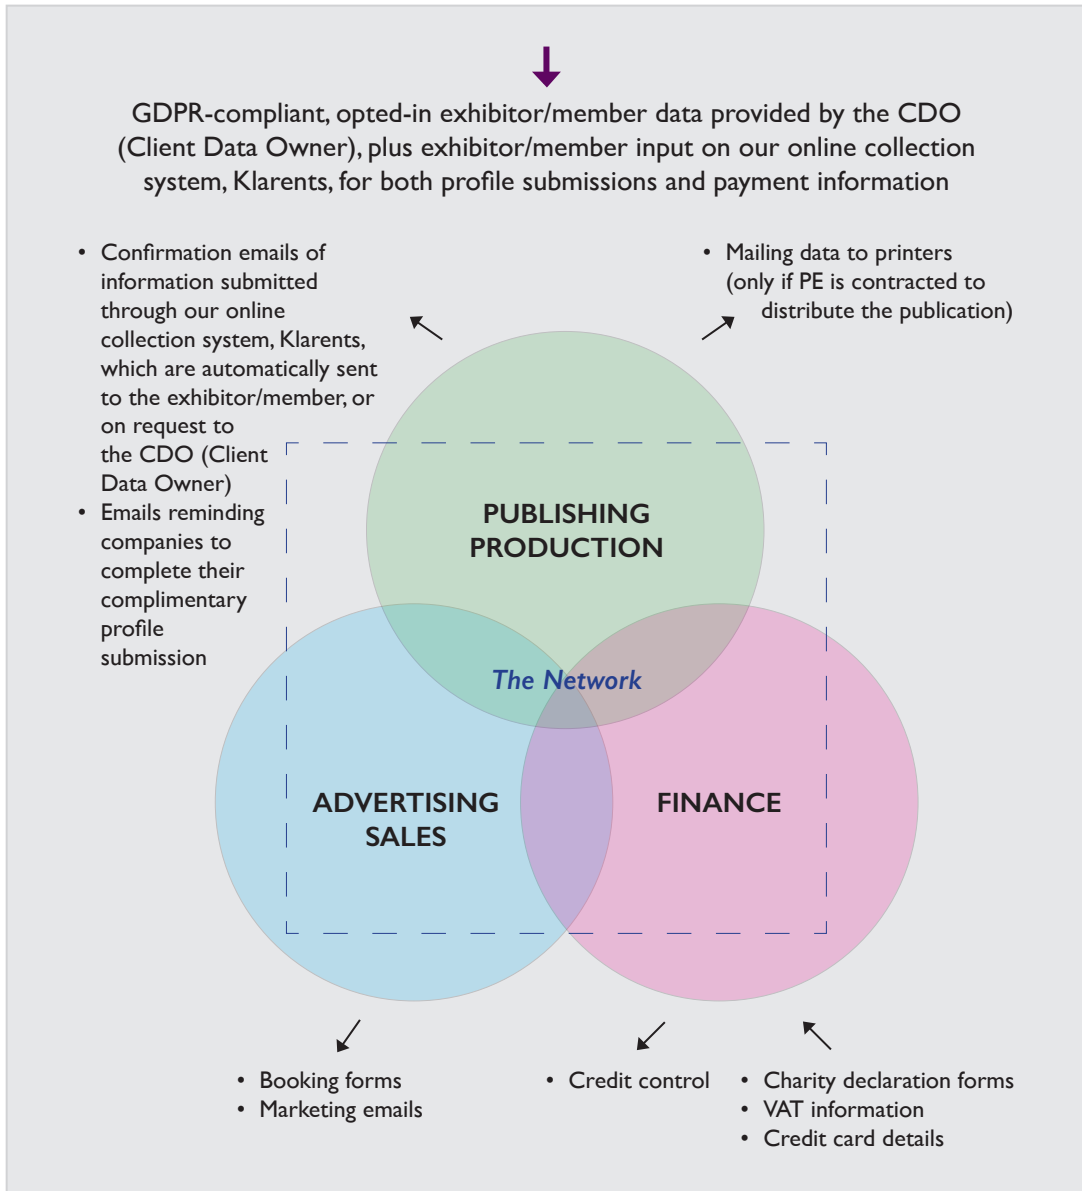 GDPR-compliant, opted-in exhibitor/member data provided by the CDO
(Client Data Owner), plus exhibitor/member input on our online collection
system, Klarents, for both profile submissions and payment information
• Confirmation emails of
information submitted
through our online
collection system, Klarents,
which are automatically sent
to the exhibitor/member, or
on request to
the CDO (Client
Data Owner)
• Emails reminding
companies to
complete their
complimentary
profile
submission
• Mailing data to printers
(only if PE is contracted to
distribute the publication)
PUBLISHING
PRODUCTION
The Network
ADVERTISING
SALES
FINANCE
• Booking forms
• Marketing emails
• Credit control
• Charity declaration forms
• VAT information
• Credit card details